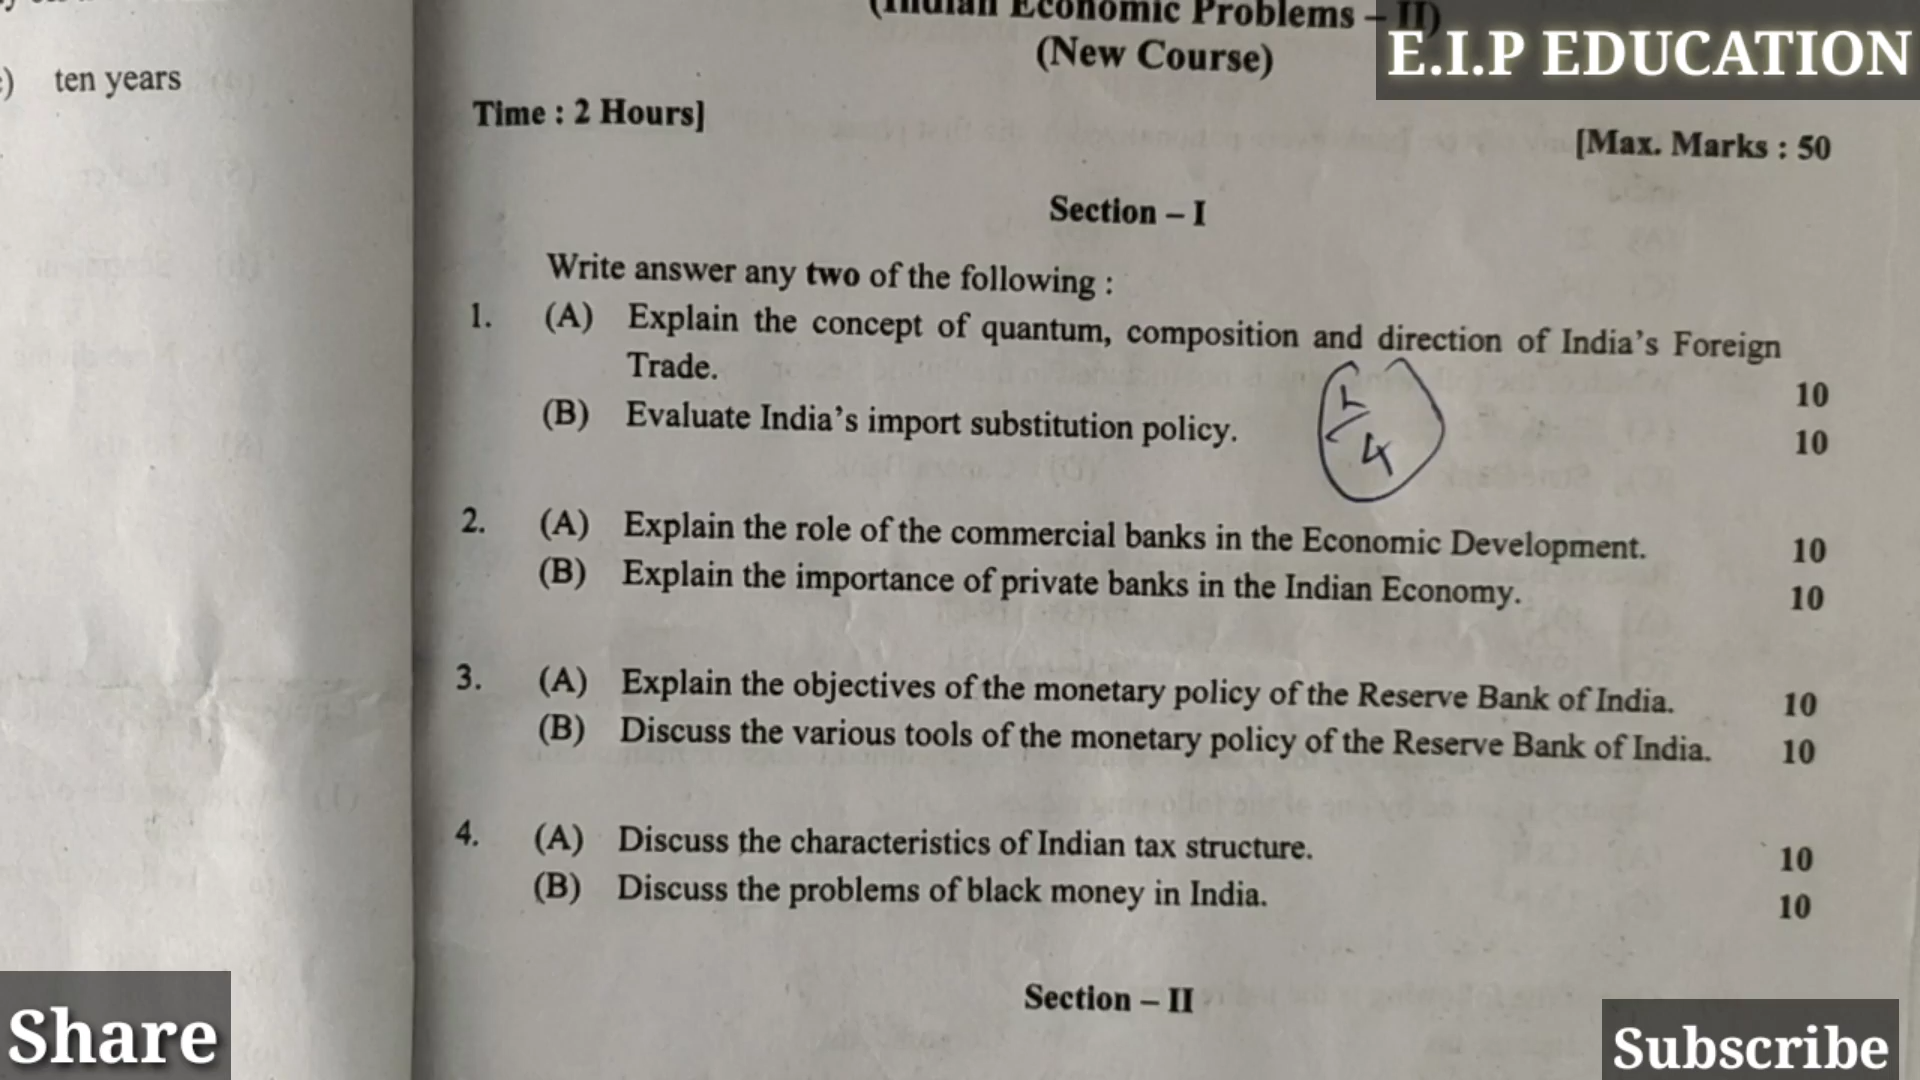 (Indian Economic Problems – II)
E.I.P EDUCATION
(New Course)
ten years
Time : 2 Hours]
[Max. Marks : 50
Section – I
Write answer any two of the following :
1. (A) Explain the concept of quantum, composition and direction of India's Foreign
Trade. 10
(B) Evaluate India's import substitution policy. 10
4
2. (A) Explain the role of the commercial banks in the Economic Development. 10
(B) Explain the importance of private banks in the Indian Economy. 10
3. (A) Explain the objectives of the monetary policy of the Reserve Bank of India. 10
(B) Discuss the various tools of the monetary policy of the Reserve Bank of India. 10
4. (A) Discuss the characteristics of Indian tax structure. 10
(B) Discuss the problems of black money in India. 10
Section – II
Share
Subscribe